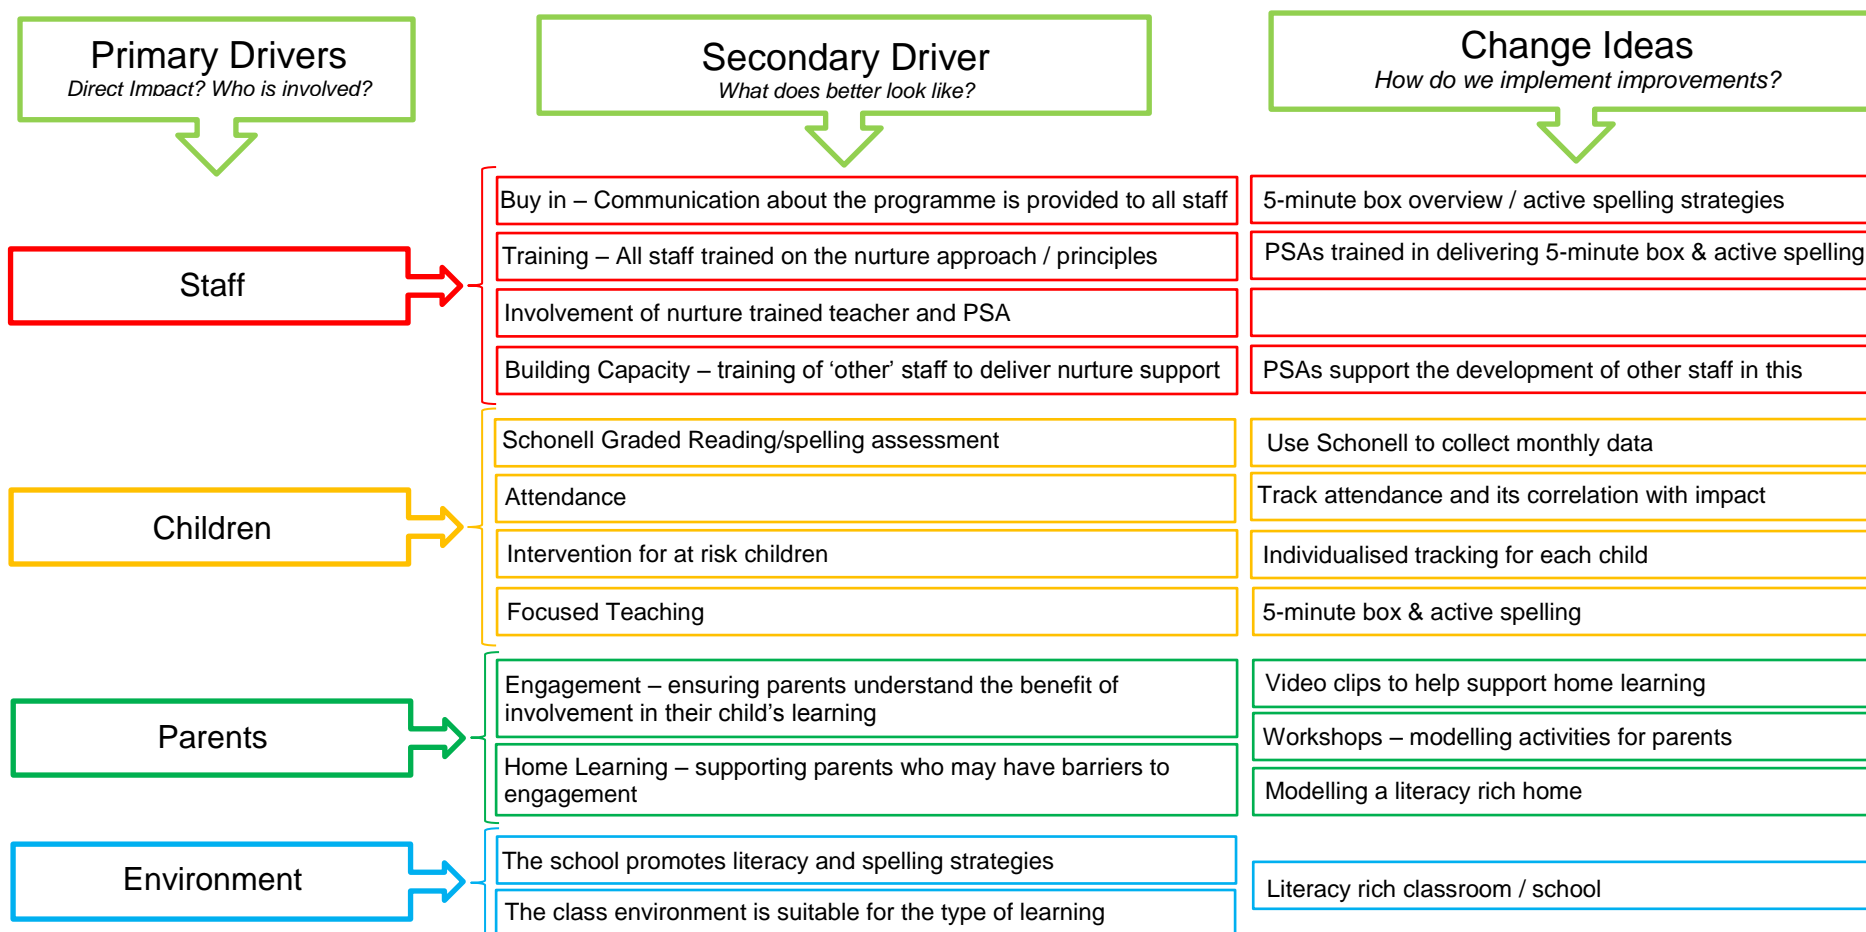 Primary Drivers
Direct Impact? Who is involved?
Secondary Driver
What does better look like?
Change Ideas
How do we implement improvements?
Staff
Buy in – Communication about the programme is provided to all staff
5-minute box overview / active spelling strategies
Training – All staff trained on the nurture approach / principles
PSAs trained in delivering 5-minute box & active spelling
Involvement of nurture trained teacher and PSA
Building Capacity – training of ‘other’ staff to deliver nurture support
PSAs support the development of other staff in this
Children
Schonell Graded Reading/spelling assessment
Use Schonell to collect monthly data
Attendance
Track attendance and its correlation with impact
Intervention for at risk children
Individualised tracking for each child
Focused Teaching
5-minute box & active spelling
Parents
Engagement – ensuring parents understand the benefit of
involvement in their child’s learning
Home Learning – supporting parents who may have barriers to
engagement
Video clips to help support home learning
Workshops – modelling activities for parents
Modelling a literacy rich home
Environment
The school promotes literacy and spelling strategies
The class environment is suitable for the type of learning
Literacy rich classroom / school